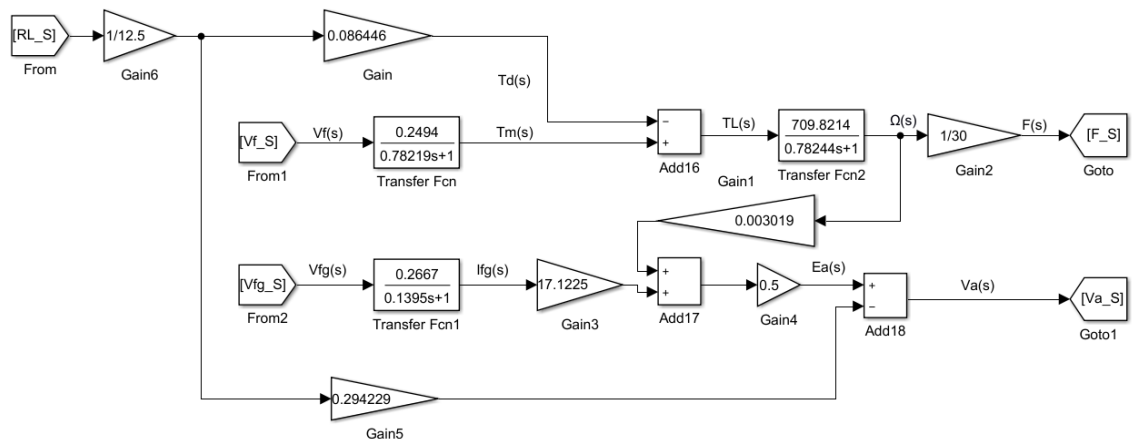 [RL_S]
From
1/12.5
Gain6
0.086446
Gain
Td(s)
[Vf_S]
From1
Vf(s)
0.2494
0.78219s+1
Transfer Fcn
Tm(s)
−
+
Add16
TL(s)
709.8214
0.78244s+1
Transfer Fcn2
Ω(s)
1/30
Gain2
F(s)
[F_S]
Goto
Gain1
0.003019
[Vfg_S]
From2
Vfg(s)
0.2667
0.1395s+1
Transfer Fcn1
Ifg(s)
17.1225
Gain3
+
+
Add17
0.5
Gain4
Ea(s)
+
−
Add18
Va(s)
[Va_S]
Goto1
0.294229
Gain5